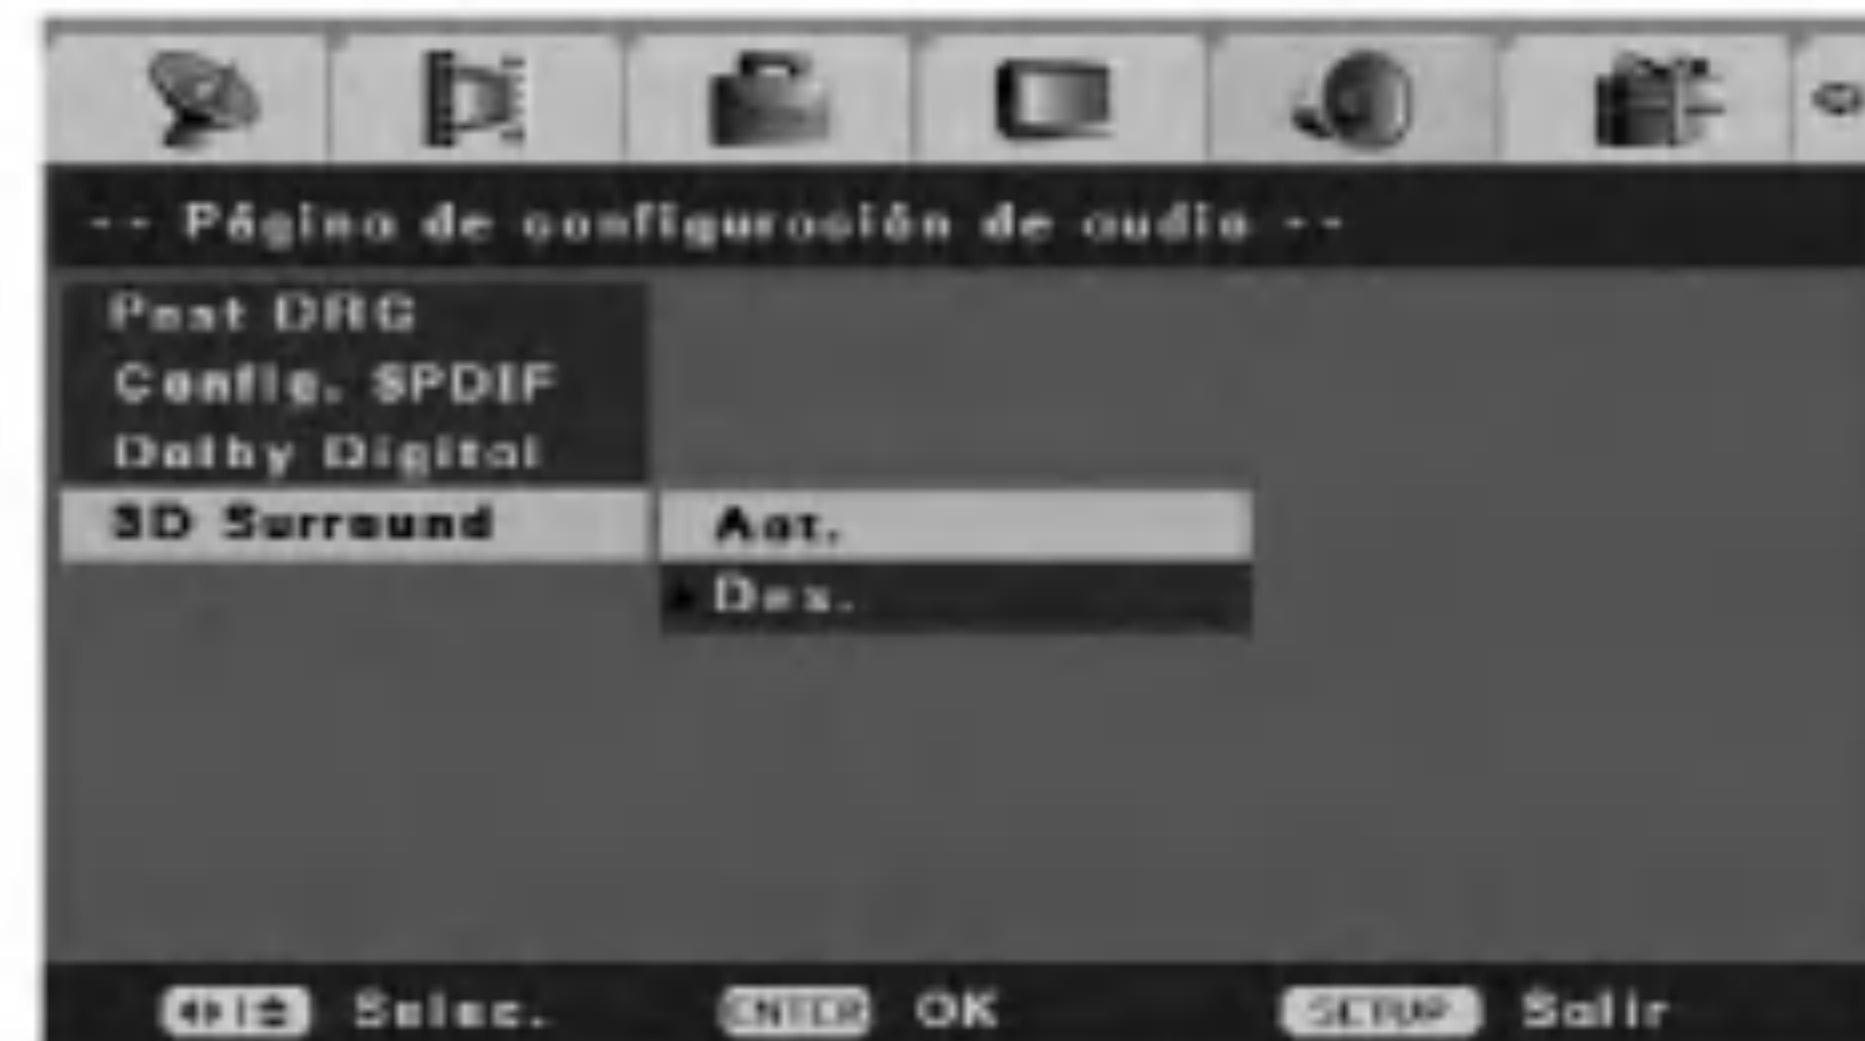 -- Página de configuración de audio --
Post DRC
Config. SPDIF
Dolby Digital
3D Surround
Act.
Des.
Selec.
ENTER OK
SETUP Salir